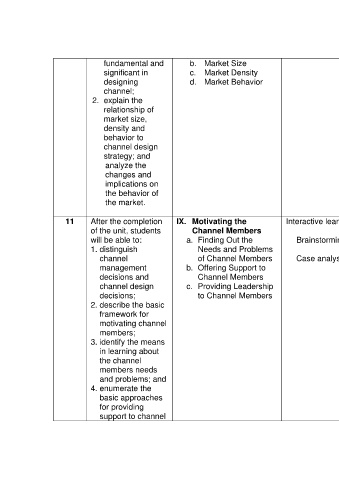 fundamental and
significant in
designing
channel;
2. explain the
relationship of
market size,
density and
behavior to
channel design
strategy; and
analyze the
changes and
implications on
the behavior of
the market.
b. Market Size
c. Market Density
d. Market Behavior
11
After the completion
of the unit, students
will be able to:
1. distinguish
channel
management
decisions and
channel design
decisions;
2. describe the basic
framework for
motivating channel
members;
3. identify the means
in learning about
the channel
members needs
and problems; and
4. enumerate the
basic approaches
for providing
support to channel
IX. Motivating the
Channel Members
a. Finding Out the
Needs and Problems
of Channel Members
b. Offering Support to
Channel Members
c. Providing Leadership
to Channel Members
Interactive lear
Brainstormi
Case analys